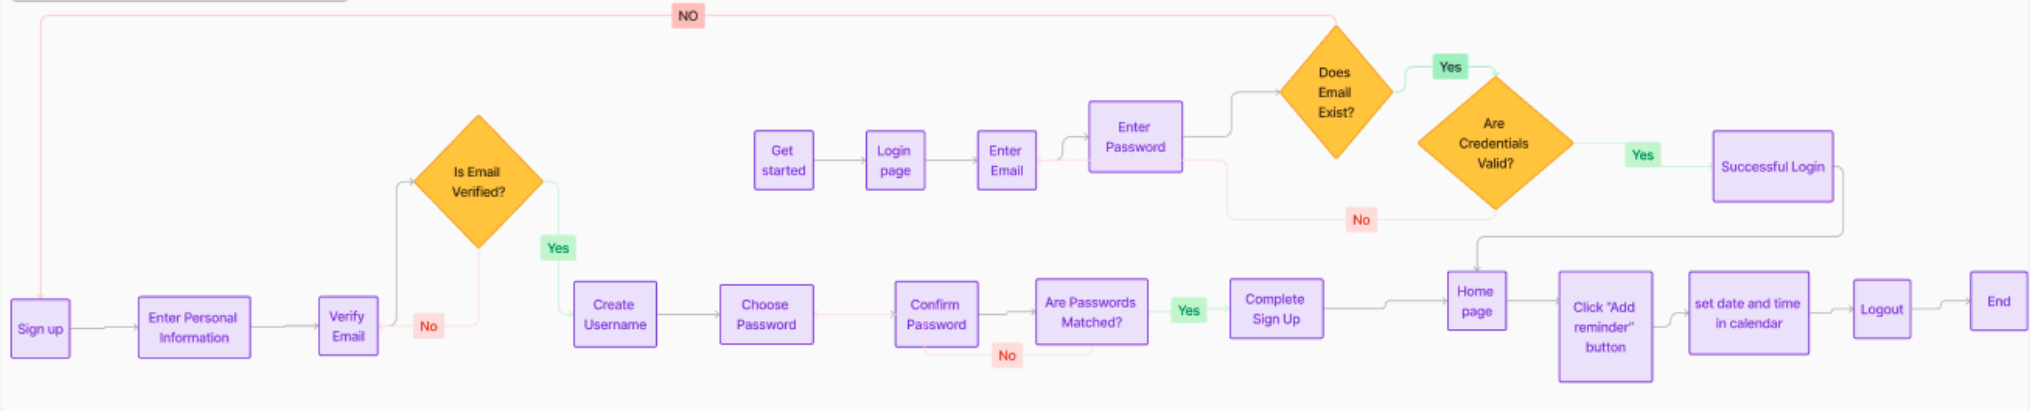 NO
Does
Email
Exist?
Yes
Are
Credentials
Valid?
Yes
Successful Login
No
Get
started
Login
page
Enter
Email
Enter
Password
Is Email
Verified?
Yes
No
Sign up
Enter Personal
Information
Verify
Email
Create
Username
Choose
Password
Confirm
Password
No
Are Passwords
Matched?
Yes
Complete
Sign Up
Home
page
Click "Add
reminder"
button
set date and time
in calendar
Logout
End